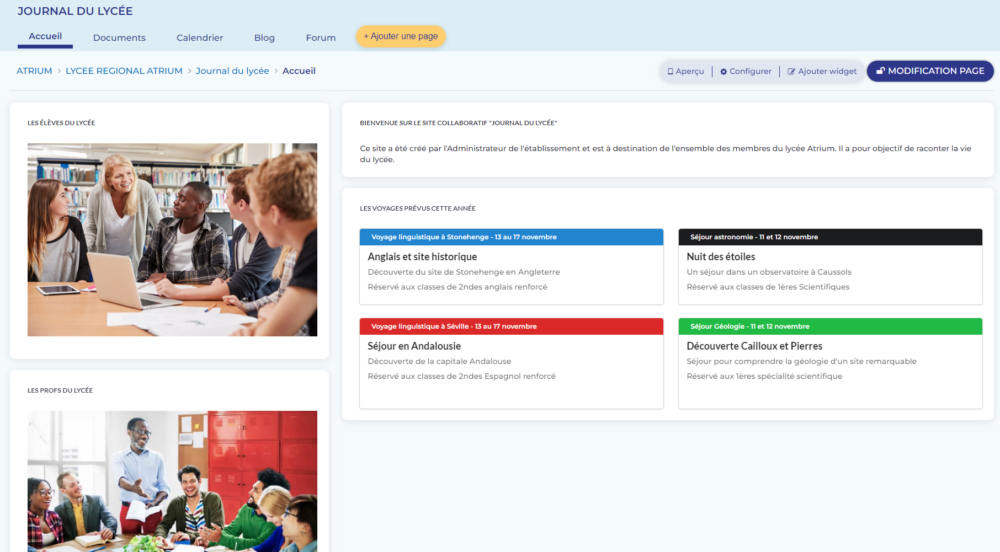 JOURNAL DU LYCÉE
Accueil
Documents
Calendrier
Blog
Forum
+ Ajouter une page
ATRIUM > LYCEE REGIONAL ATRIUM > Journal du lycée > Accueil
Aperçu
Configurer
Ajouter widget
MODIFICATION PAGE
LES ÉLÈVES DU LYCÉE
LES PROFS DU LYCÉE
BIENVENUE SUR LE SITE COLLABORATIF "JOURNAL DU LYCÉE"
Ce site a été créé par l'Administrateur de l'établissement et est à destination de l'ensemble des membres du lycée Atrium. Il a pour objectif de raconter la vie
du lycée.
LES VOYAGES PRÉVUS CETTE ANNÉE
Voyage linguistique à Stonehenge - 13 au 17 novembre
Anglais et site historique
Découverte du site de Stonehenge en Angleterre
Réservé aux classes de 2ndes anglais renforcé
Séjour astronomie - 11 et 12 novembre
Nuit des étoiles
Un séjour dans un observatoire à Caussols
Réservé aux classes de 1ères Scientifiques
Voyage linguistique à Séville - 13 au 17 novembre
Séjour en Andalousie
Découverte de la capitale Andalouse
Réservé aux classes de 2ndes Espagnol renforcé
Séjour Géologie - 11 et 12 novembre
Découverte Cailloux et Pierres
Séjour pour comprendre la géologie d'un site remarquable
Réservé aux 1ères spécialité scientifique